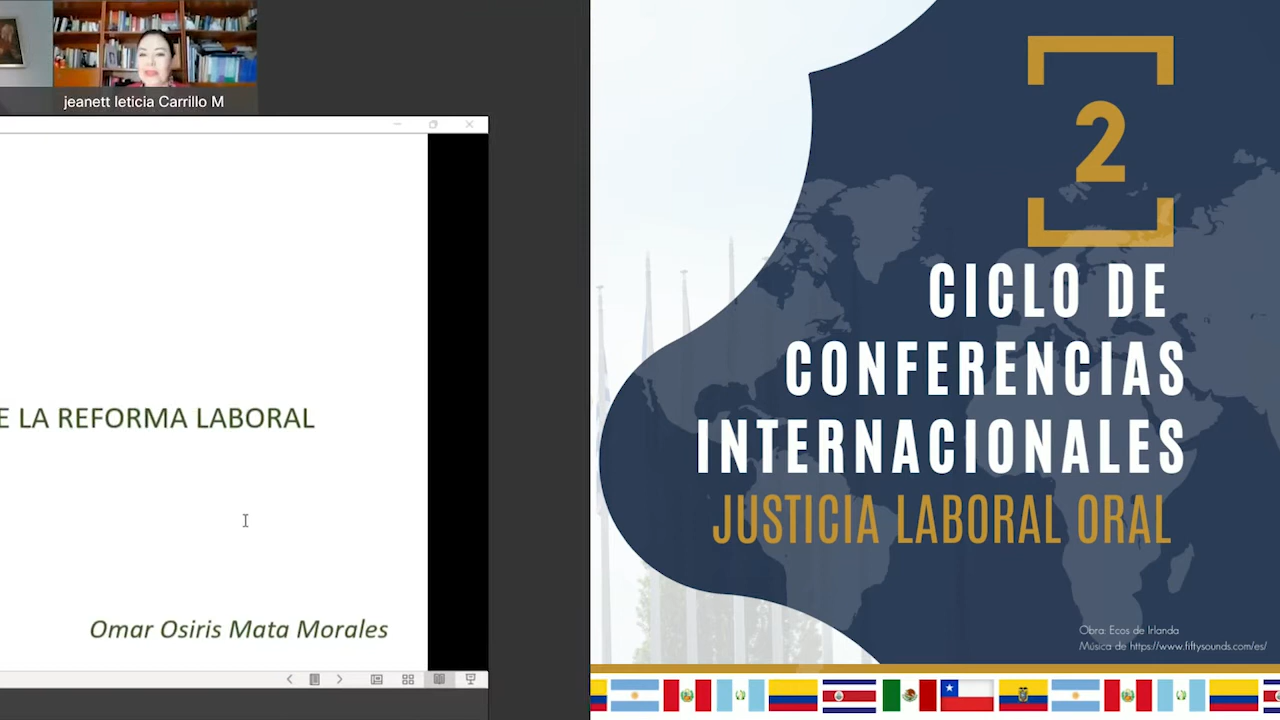 jeanett leticia Carrillo M
E LA REFORMA LABORAL
Omar Osiris Mata Morales
2
CICLO DE
CONFERENCIAS
INTERNACIONALES
JUSTICIA LABORAL ORAL
Obra: Ecos de Irlanda
Música de https://www.fiftysounds.com/es/